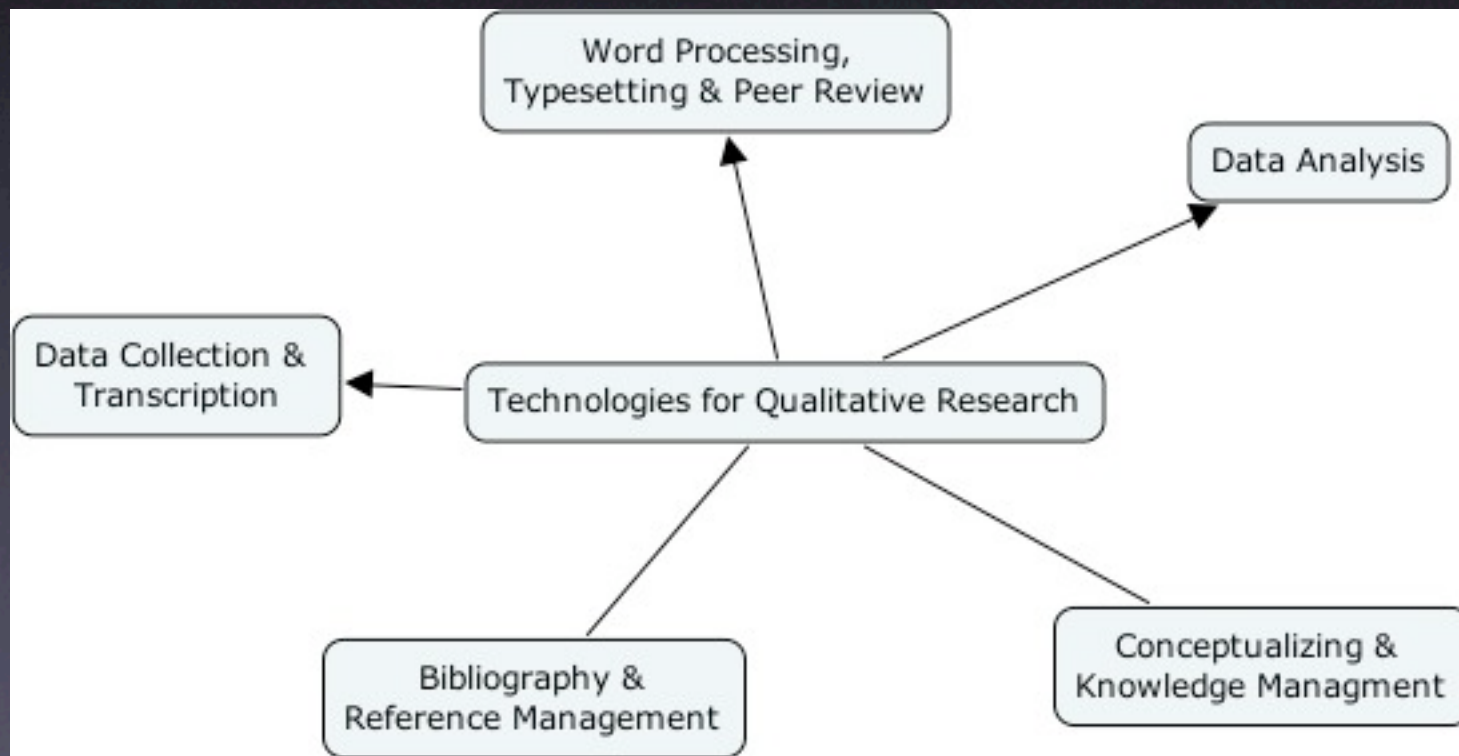 Word Processing,
Typesetting & Peer Review
Data Analysis
Data Collection &
Transcription
Technologies for Qualitative Research
Bibliography &
Reference Management
Conceptualizing &
Knowledge Managment